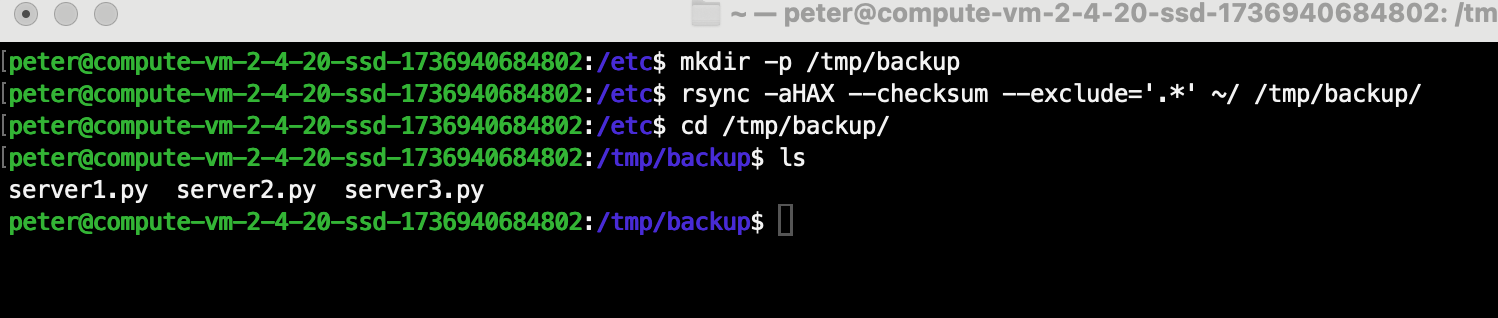 ~ — peter@compute-vm-2-4-20-ssd-1736940684802: /tm
peter@compute-vm-2-4-20-ssd-1736940684802:/etc$ mkdir -p /tmp/backup
peter@compute-vm-2-4-20-ssd-1736940684802:/etc$ rsync -aHAX --checksum --exclude='.*' ~/ /tmp/backup/
peter@compute-vm-2-4-20-ssd-1736940684802:/etc$ cd /tmp/backup/
peter@compute-vm-2-4-20-ssd-1736940684802:/tmp/backup$ ls
server1.py  server2.py  server3.py
peter@compute-vm-2-4-20-ssd-1736940684802:/tmp/backup$